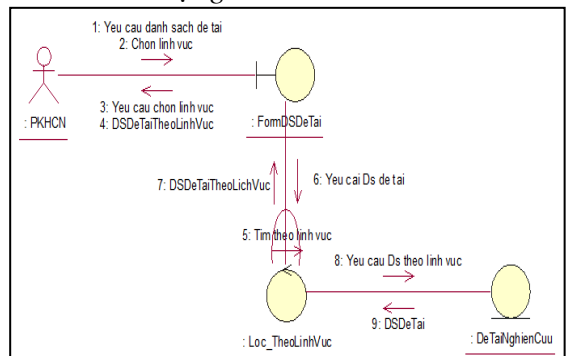 1: Yeu cau danh sach de tai
2: Chon linh vuc
3: Yeu cau chon linh vuc
4: DSDeTaiTheoLinhVuc
: PKHCN
: FormDSDeTai
7: DSDeTaiTheoLichVuc
6: Yeu cai Ds de tai
5: Tim theo linh vuc
8: Yeu cau Ds theo linh vuc
9: DSDeTai
: Loc_TheoLinhVuc
: DeTaiNghienCuu